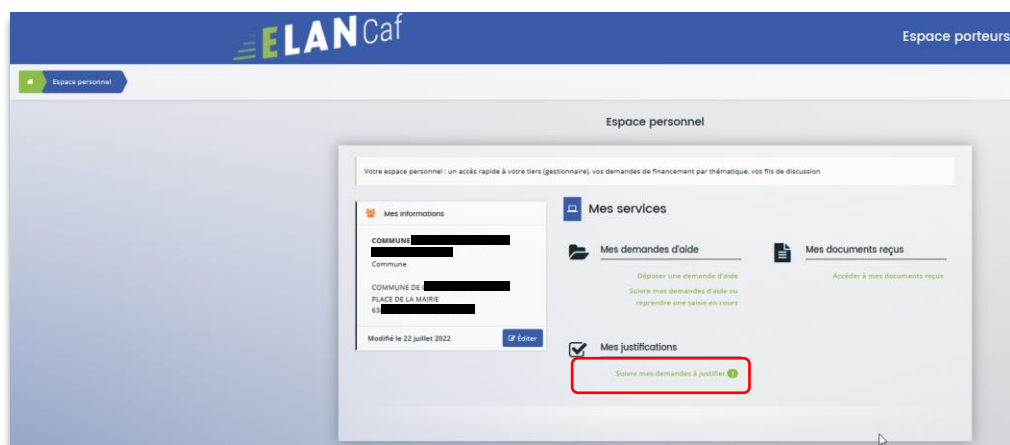 ELAN Caf
Espace porteurs
Espace personnel
Espace personnel
Votre espace personnel : un accès rapide à votre tiers (gestionnaire), vos demandes de financement par thématique, vos fils de discussion
Mes informations
COMMUNE
Commune
COMMUNE DE
PLACE DE LA MAIRIE
63
Modifié le 22 juillet 2022
Éditer
Mes services
Mes demandes d'aide
Déposer une demande d'aide
Suivre mes demandes d'aide ou
reprendre une saisie en cours
Mes documents reçus
Accéder à mes documents reçus
Mes justifications
Suivre mes demandes à justifier 1